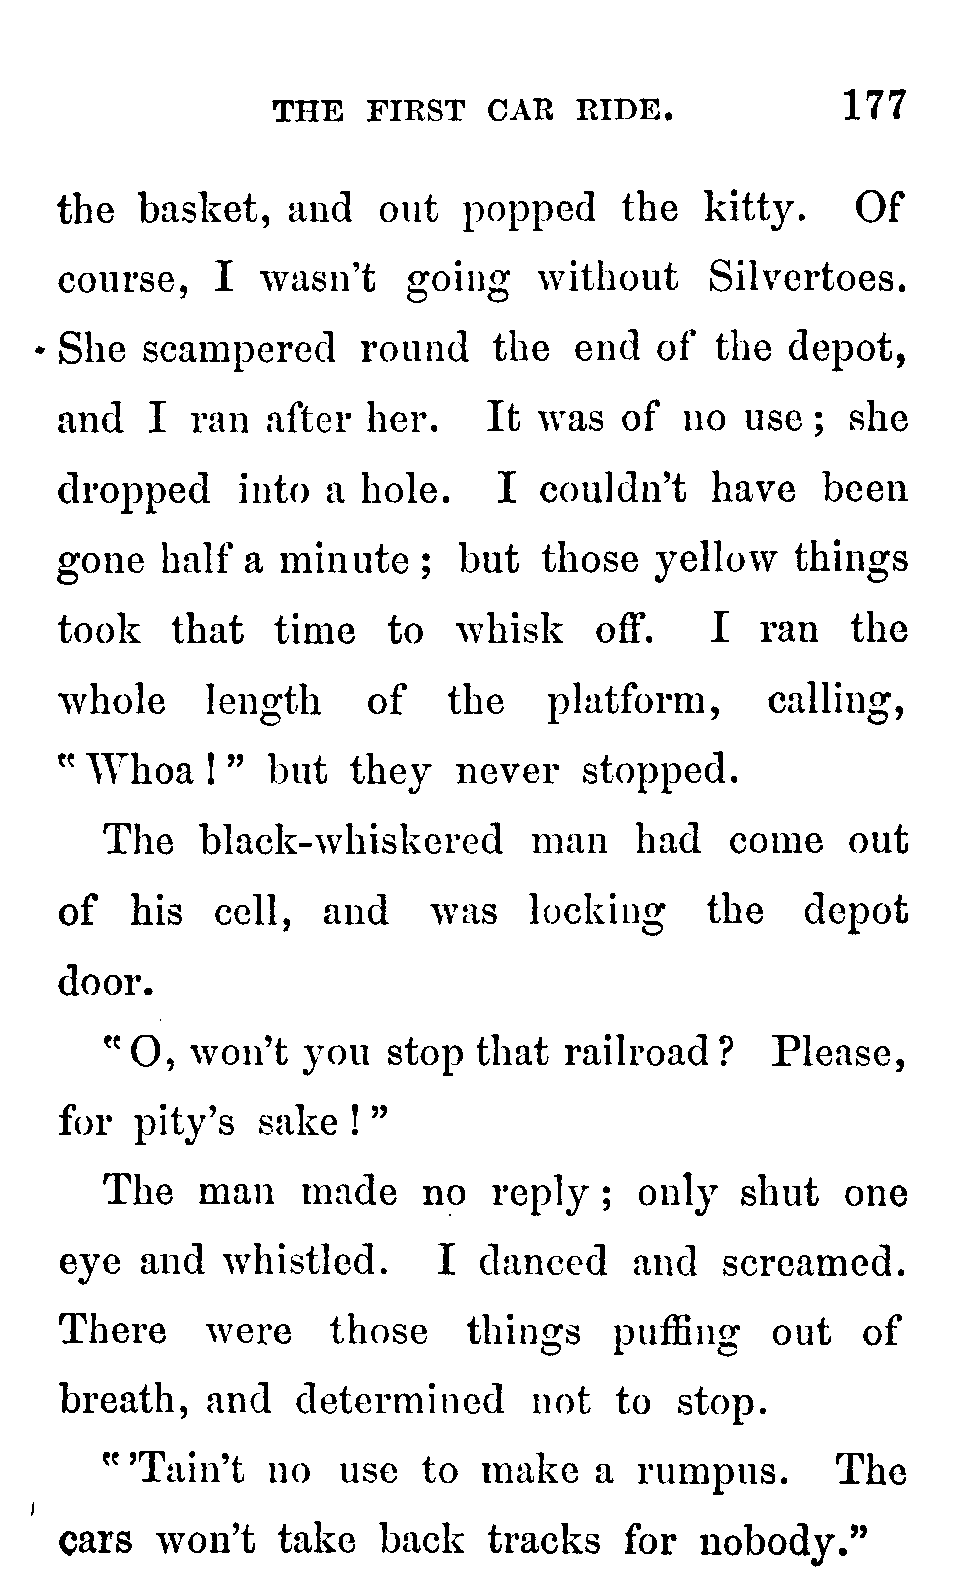 THE FIRST CAR RIDE. 177
the basket, and out popped the kitty. Of
course, I wasn't going without Silvertoes.
She scampered round the end of the depot,
and I ran after her. It was of no use; she
dropped into a hole. I couldn't have been
gone half a minute; but those yellow things
took that time to whisk off. I ran the
whole length of the platform, calling,
"Whoa!" but they never stopped.
The black-whiskered man had come out
of his cell, and was locking the depot
door.
"O, won't you stop that railroad? Please,
for pity's sake!"
The man made no reply; only shut one
eye and whistled. I danced and screamed.
There were those things puffing out of
breath, and determined not to stop.
"'Tain't no use to make a rumpus. The
cars won't take back tracks for nobody."